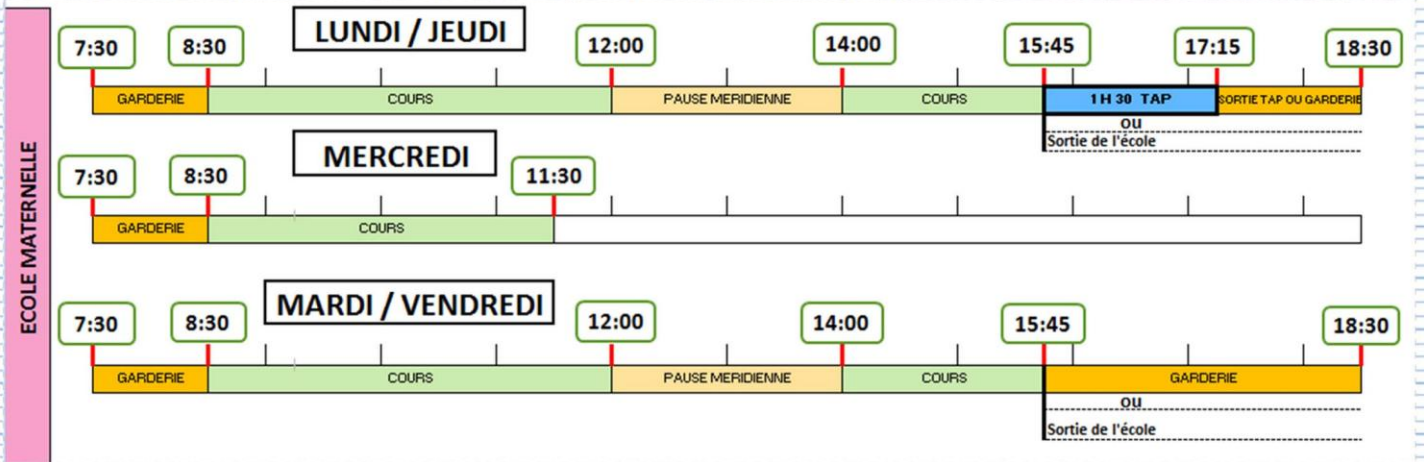 ECOLE MATERNELLE
LUNDI / JEUDI
7:30 8:30 12:00 14:00 15:45 17:15 18:30
GARDERIE COURS PAUSE MERIDIENNE COURS 1 H 30 TAP SORTIE TAP OU GARDERIE
ou
Sortie de l'école
MERCREDI
7:30 8:30 11:30
GARDERIE COURS
MARDI / VENDREDI
7:30 8:30 12:00 14:00 15:45 18:30
GARDERIE COURS PAUSE MERIDIENNE COURS GARDERIE
ou
Sortie de l'école